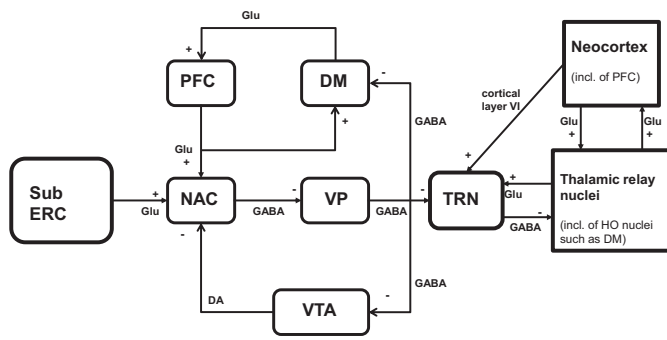 Glu
+
-
PFC
DM
+
Glu
+
GABA
cortical
layer VI
+
Neocortex
(incl. of PFC)
Glu
+
Glu
+
Sub
ERC
+
Glu
NAC
-
GABA
-
VP
GABA
-
TRN
+
Glu
GABA
-
Thalamic relay
nuclei
(incl. of HO nuclei
such as DM)
-
DA
VTA
-
GABA